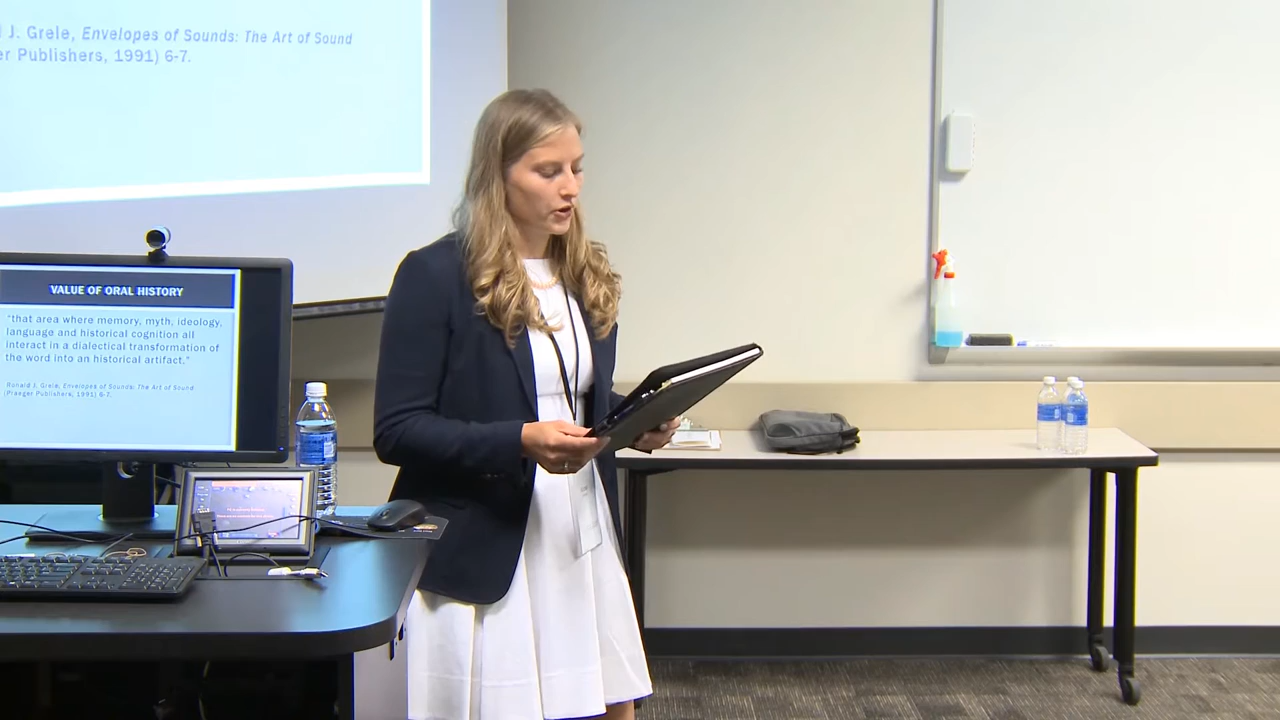 J. Grele, Envelopes of Sounds: The Art of Sound
er Publishers, 1991) 6-7.
VALUE OF ORAL HISTORY
"that area where memory, myth, ideology,
language and historical cognition all
interact in a dialectical transformation of
the word into an historical artifact."
Ronald J. Grele, Envelopes of Sounds: The Art of Sound
(Praeger Publishers, 1991) 6-7.